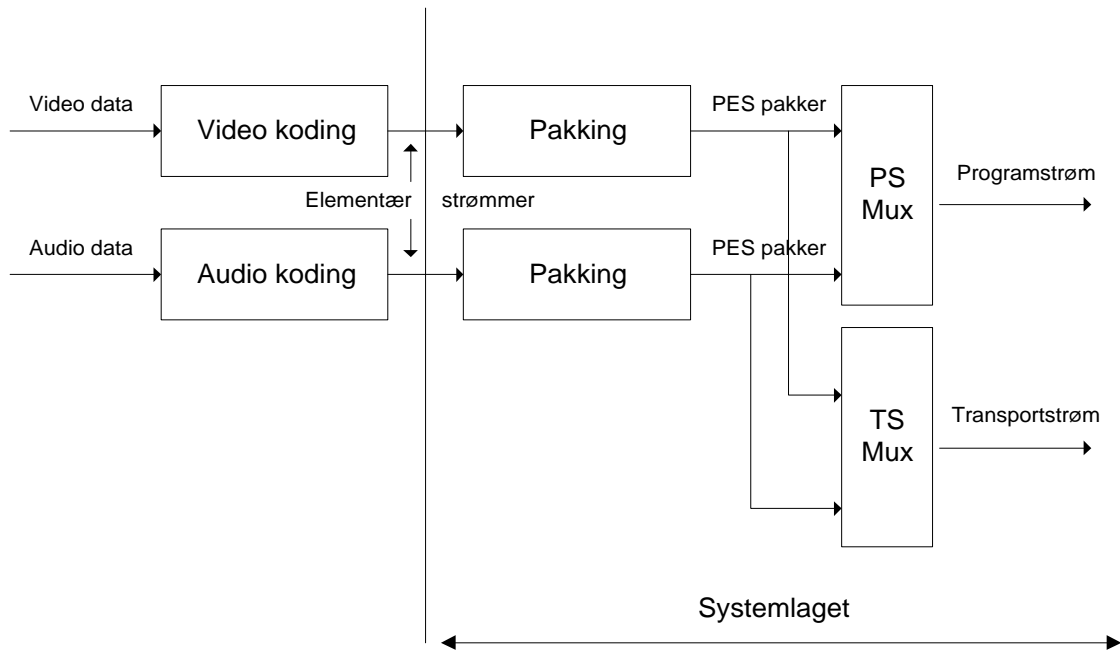 Video data
Video koding
Pakking
PES pakker
PS
Mux
Programstrøm
Elementær strømmer
Audio data
Audio koding
Pakking
PES pakker
TS
Mux
Transportstrøm
Systemlaget